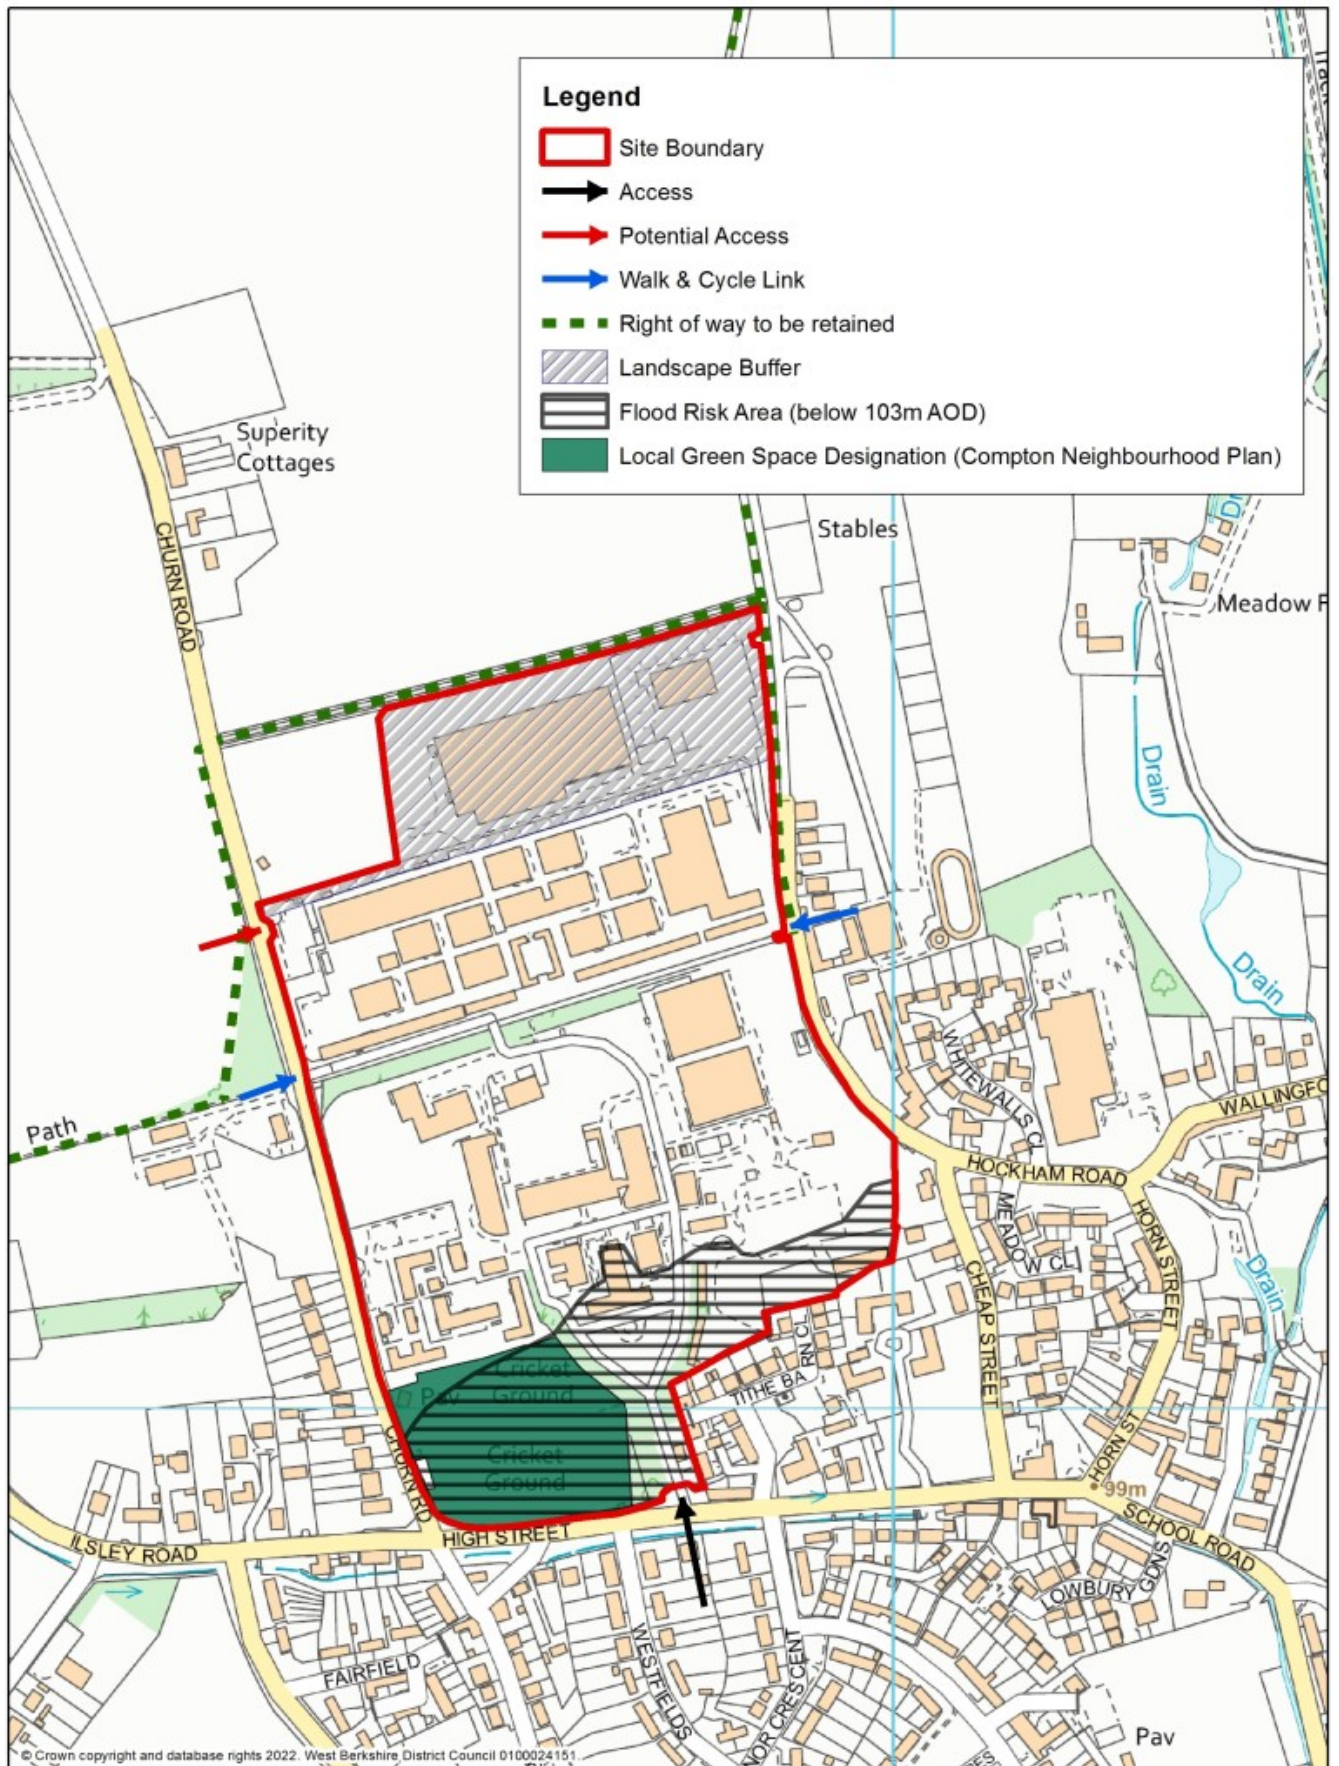 Track
Legend
Site Boundary
Access
Potential Access
Walk & Cycle Link
Right of way to be retained
Landscape Buffer
Flood Risk Area (below 103m AOD)
Local Green Space Designation (Compton Neighbourhood Plan)
Superity
Cottages
CHURN ROAD
Stables
Dr
Meadow F
Drain
Drain
WHITEWALLS CL
WALLINGFO
Path
HOCKHAM ROAD
MEADOW CL
HORN STREET
Drain
CHEAP STREET
RN CL
TITHE BA
Cricket
Ground
Pav
Cricket
Ground
CHURN RD
HORN ST
99m
HIGH STREET
SCHOOL ROAD
ILSLEY ROAD
LOWBURY GDNS
FAIRFIELD
WESTFIELDS
NOR CRESCENT
Pav
© Crown copyright and database rights 2022. West Berkshire District Council 0100024151.